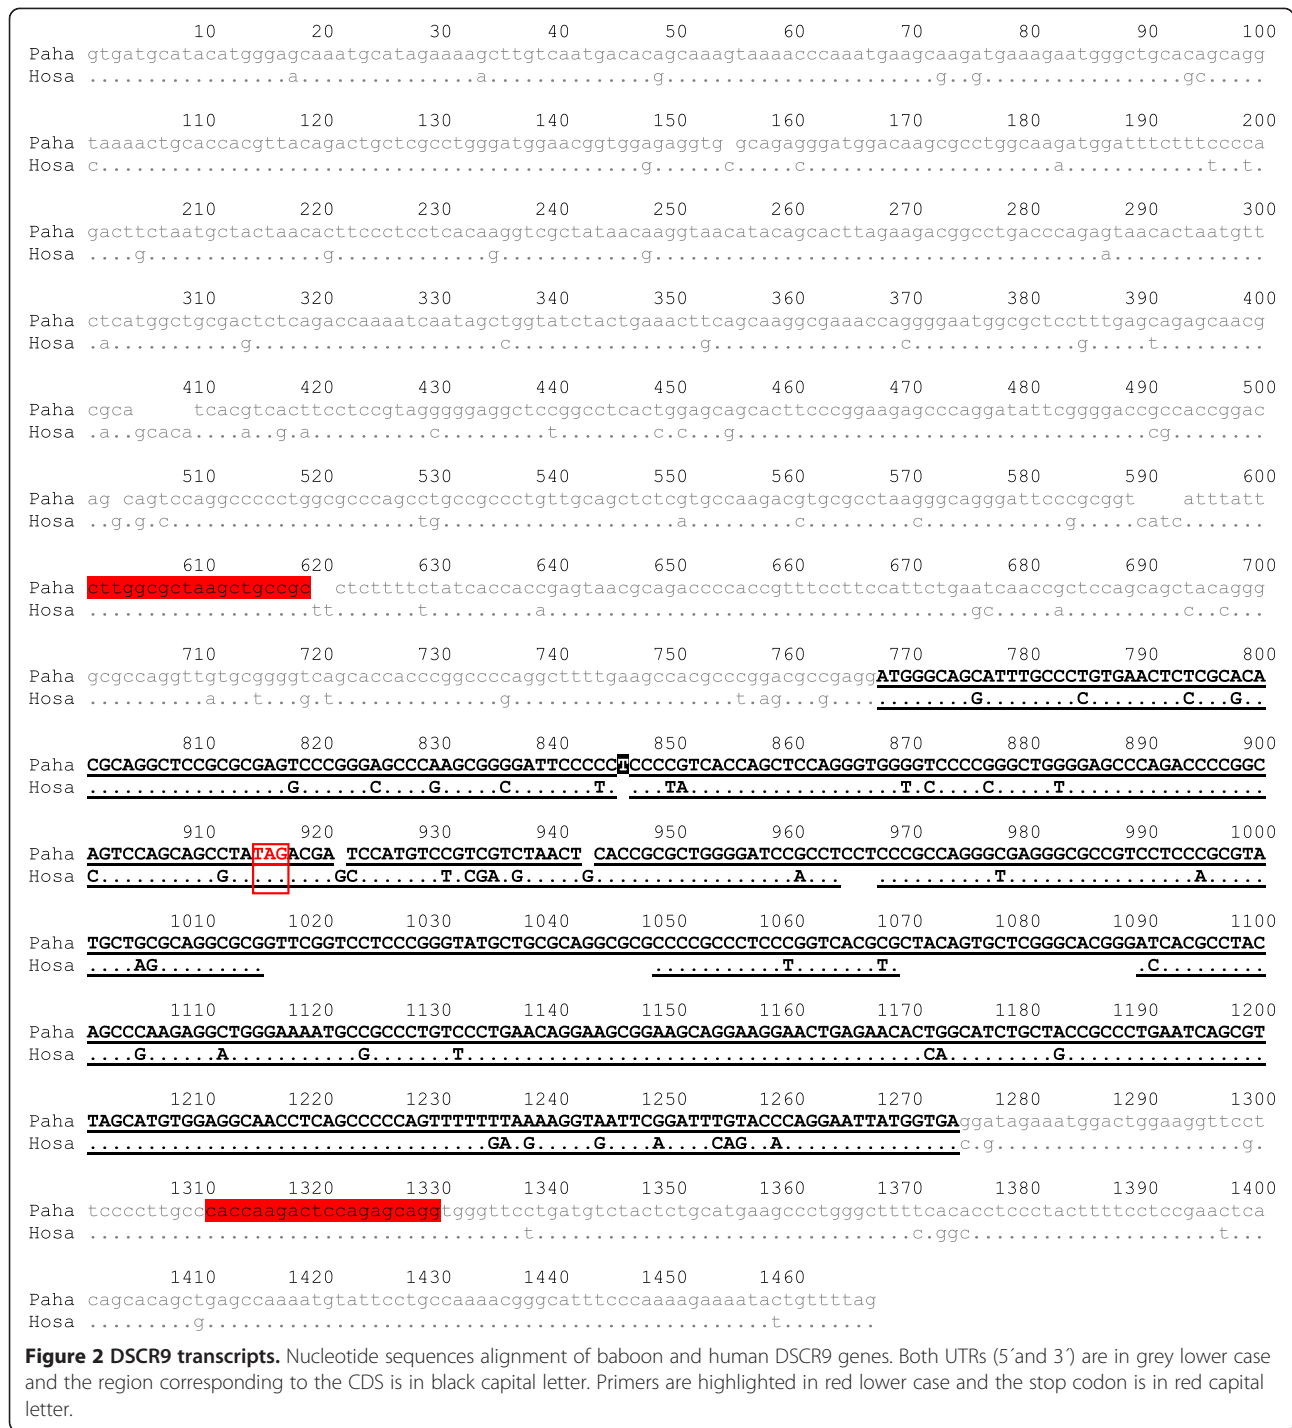 10 20 30 40 50 60 70 80 90 100
Paha gtgatgcatacatgggagcaaatgcatagaaaagcttgtcaatgacacagcaaagtaaaacccaaatgaagcaagatgaaagaatgggctgcacagcagg
Hosa .................a...............a..............g.......................g..g.................gc.....
110 120 130 140 150 160 170 180 190 200
Paha taaaactgcaccacgttacagactgctcgcctgggatggaacggtggagaggtg gcagagggatggacaagcgcctggcaagatggatttctttcccca
Hosa c..............................................g......c.....c.....................a............t..t.
210 220 230 240 250 260 270 280 290 300
Paha gacttctaatgctactaacacttccctcctcacaaggtcgctataacaaggtaacatacagcacttagaagacggcctgacccagagtaacactaatgtt
Hosa ....g...............g.............g............g......................................a.............
310 320 330 340 350 360 370 380 390 400
Paha ctcatggctgcgactctcagaccaaaatcaatagctggtatctactgaaacttcagcaaggcgaaaccaggggaatggcgctcctttgagcagagcaacg
Hosa .a...........g.....................c................g................c..............g.....t.........
410 420 430 440 450 460 470 480 490 500
Paha cgca     tcacgtcacttcctccgtagggggaggctccggcctcactggagcagcacttcccggaagagcccaggatattcggggaccgccaccggac
Hosa .a..gcaca....a..g.a..........c.........t........c.c...g...................................cg........
510 520 530 540 550 560 570 580 590 600
Paha ag cagtccaggccccctggcgcccagcctgccgccctgttgcagctctcgtgccaagacgtgcgcctaagggcagggattcccgcggt    atttatt
Hosa ..g.g.c.....................tg....................a.........c.........c............g.....catc.......
610 620 630 640 650 660 670 680 690 700
Paha cttggcgctaagctgccgc  ctcttttctatcaccaccgagtaacgcagaccccaccgtttccttccattctgaatcaaccgctccagcagctacaggg
Hosa ...................tt.......t.........a....................................gc.....a..........c..c...
710 720 730 740 750 760 770 780 790 800
Paha gcgccaggttgtgcggggtcagcaccacccggccccaggcttttgaagccacgcccggacgccgaggATGGGCAGCATTTGCCCTGTGAACTCTCGCACA
Hosa ..........a...t...g.t..............g...................t.ag...g............G........C........C...G..
810 820 830 840 850 860 870 880 890 900
Paha CGCAGGCTCCGCGCGAGTCCCGGGAGCCCAAGCGGGGATTCCCCCTCCCCGTCACCAGCTCCAGGGTGGGGTCCCCGGGCTGGGGAGCCCAGACCCCGGC
Hosa .................G......C....G.....C.......T. ...TA..................T.C....C.....T.................
910 920 930 940 950 960 970 980 990 1000
Paha AGTCCAGCAGCCTATAGACGA TCCATGTCCGTCGTCTAACT CACCGCGCTGGGGATCCGCCTCCTCCCGCCAGGGCGAGGGCGCCGTCCTCCCGCGTA
Hosa C..........G.........GC.......T.CGA.G.....G.................A...   ..........T................A.....
1010 1020 1030 1040 1050 1060 1070 1080 1090 1100
Paha TGCTGCGCAGGCGCGGTTCGGTCCTCCCGGGTATGCTGCGCAGGCGCGCCCCGCCCTCCCGGTCACGCGCTACAGTGCTCGGGCACGGGATCACGCCTAC
Hosa ....AG.........                                 ...........T.......T.                    .C.........
1110 1120 1130 1140 1150 1160 1170 1180 1190 1200
Paha AGCCCAAGAGGCTGGGAAAATGCCGCCCTGTCCCTGAACAGGAAGCGGAAGCAGGAAGGAACTGAGAACACTGGCATCTGCTACCGCCCTGAATCAGCGT
Hosa ....G......A...........G.......T.......................................CA.........G.................
1210 1220 1230 1240 1250 1260 1270 1280 1290 1300
Paha TAGCATGTGGAGGCAACCTCAGCCCCCAGTTTTTTTAAAAGGTAATTCGGATTTGTACCCAGGAATTATGGTGAggatagaaatggactggaaggttcct
Hosa ..................................GA.G.....G....A....CAG..A...............c.g.....................g.
1310 1320 1330 1340 1350 1360 1370 1380 1390 1400
Paha tccccttgcccaccaagactccagagcaggtgggttcctgatgtctactctgcatgaagccctgggcttttcacacctccctacttttcctccgaactca
Hosa .....................................t................................c.ggc.....................t...
1410 1420 1430 1440 1450 1460
Paha cagcacagctgagccaaaatgtattcctgccaaaacgggcatttcccaaaagaaaatactgttttag
Hosa .........g................................................t........
Figure 2 DSCR9 transcripts. Nucleotide sequences alignment of baboon and human DSCR9 genes. Both UTRs (5´and 3´) are in grey lower case
and the region corresponding to the CDS is in black capital letter. Primers are highlighted in red lower case and the stop codon is in red capital
letter.